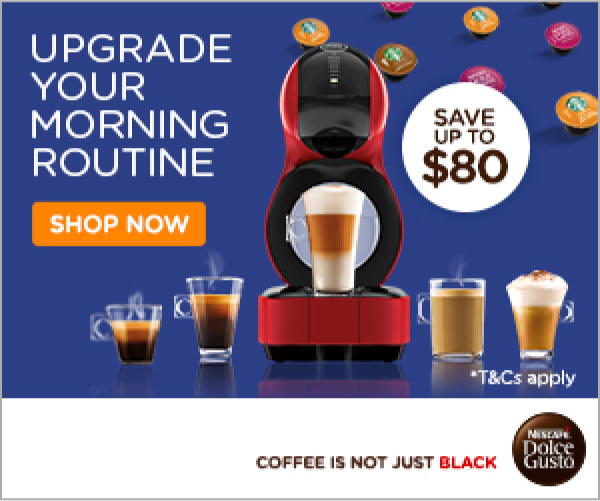 UPGRADE
YOUR
MORNING
ROUTINE
SHOP NOW
SAVE
UP TO
$80
*T&Cs apply
COFFEE IS NOT JUST BLACK
NESCAFÉ
Dolce
Gusto